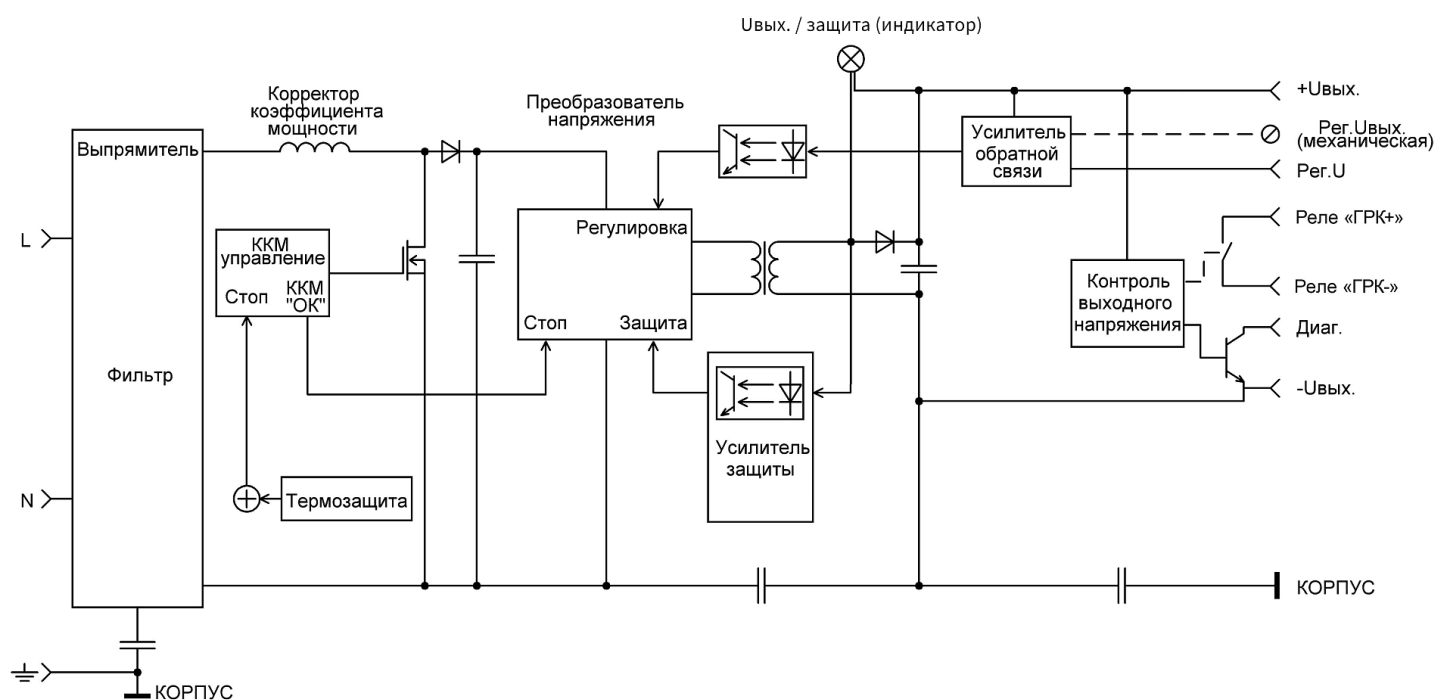 Uвых. / защита (индикатор)
Корректор
коэффициента
мощности
Преобразователь
напряжения
+Uвых.
Выпрямитель
Усилитель
обратной
связи
Рег.Uвых.
(механическая)
Рег.U
L
ККМ
управление
Стоп
ККМ
"ОК"
Регулировка
Стоп
Защита
Реле «ГРК+»
Контроль
выходного
напряжения
Реле «ГРК-»
Диаг.
-Uвых.
Фильтр
Усилитель
защиты
N
Термозащита
КОРПУС
КОРПУС